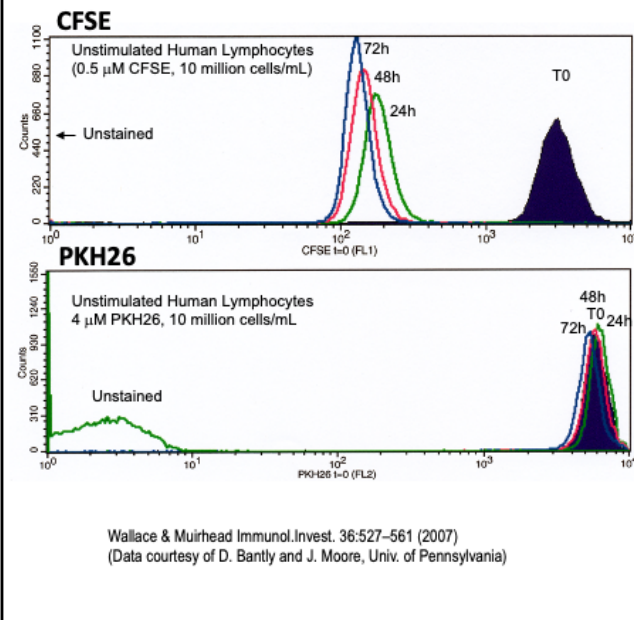 CFSE
Unstimulated Human Lymphocytes
(0.5 μM CFSE, 10 million cells/mL)
72h
48h
24h
T0
← Unstained
Counts
1100
880
660
440
220
0
10⁰ 10¹ 10² 10³
CFSE t=0 (FL1)
PKH26
Unstimulated Human Lymphocytes
4 μM PKH26, 10 million cells/mL
48h
T0
72h
24h
Unstained
Counts
1550
1240
930
620
310
0
10⁰ 10¹ 10² 10³
PKH26 t=0 (FL2)
Wallace & Muirhead Immunol.Invest. 36:527–561 (2007)
(Data courtesy of D. Bantly and J. Moore, Univ. of Pennsylvania)